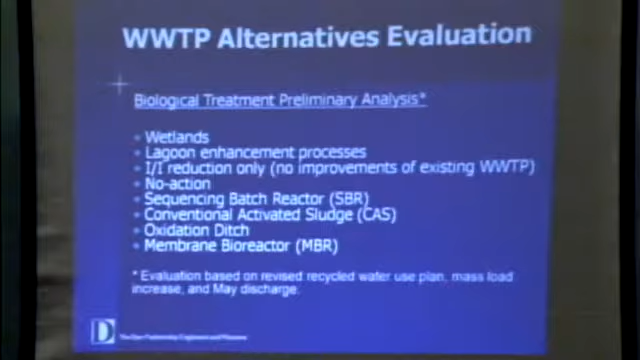 WWTP Alternatives Evaluation
Biological Treatment Preliminary Analysis*
• Wetlands
• Lagoon enhancement processes
• I/I reduction only (no improvements of existing WWTP)
• No-action
• Sequencing Batch Reactor (SBR)
• Conventional Activated Sludge (CAS)
• Oxidation Ditch
• Membrane Bioreactor (MBR)
* Evaluation based on revised recycled water use plan, mass load
increase, and May discharge.
D